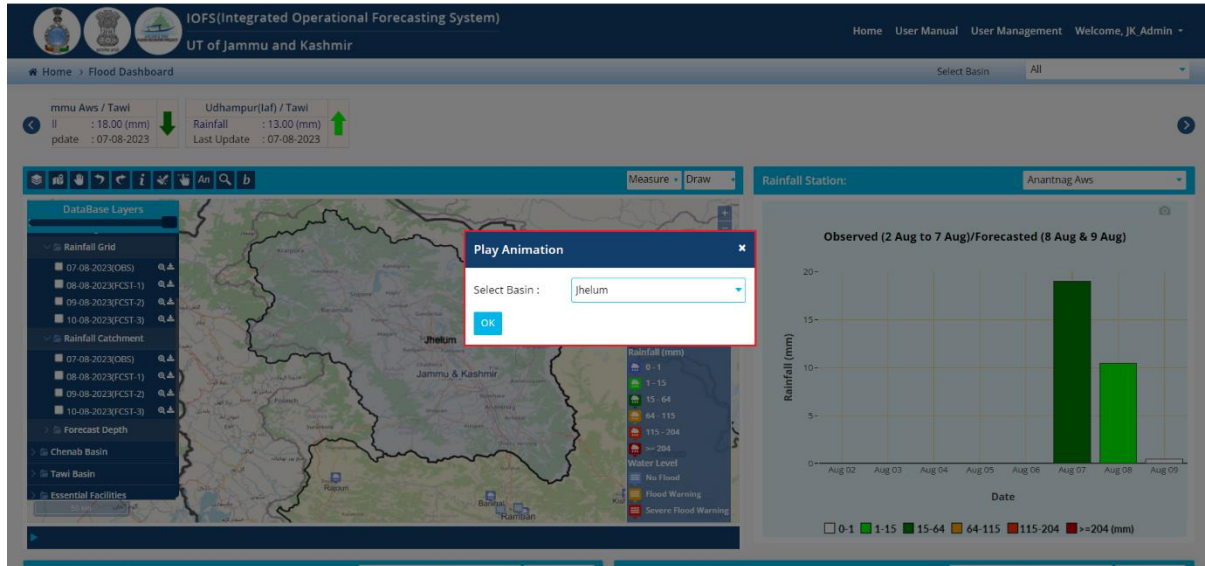 IOFS(Integrated Operational Forecasting System)
UT of Jammu and Kashmir
Home User Manual User Management Welcome, JK_Admin
Home > Flood Dashboard
Select Basin All
mmu Aws / Tawi
ll : 18.00 (mm)
pdate : 07-08-2023
Udhampur(Iaf) / Tawi
Rainfall : 13.00 (mm)
Last Update : 07-08-2023
An b
Measure Draw
DataBase Layers
Rainfall Grid
07-08-2023(OBS)
08-08-2023(FCST-1)
09-08-2023(FCST-2)
10-08-2023(FCST-3)
Rainfall Catchment
07-08-2023(OBS)
08-08-2023(FCST-1)
09-08-2023(FCST-2)
10-08-2023(FCST-3)
Forecast Depth
Chenab Basin
Tawi Basin
Essential Facilities
Jhelum
Jammu & Kashmir
Poonch
Rajouri
Banihal
Ramban
Play Animation
Select Basin :
Jhelum
OK
Rainfall (mm)
0 - 1
1 - 15
15 - 64
64 - 115
115 - 204
>= 204
Water Level
No Flood
Flood Warning
Severe Flood Warning
Rainfall Station:
Anantnag Aws
Observed (2 Aug to 7 Aug)/Forecasted (8 Aug & 9 Aug)
20
15
10
5
0
Rainfall (mm)
Aug 02 Aug 03 Aug 04 Aug 05 Aug 06 Aug 07 Aug 08 Aug 09
Date
0-1 1-15 15-64 64-115 115-204 >=204 (mm)